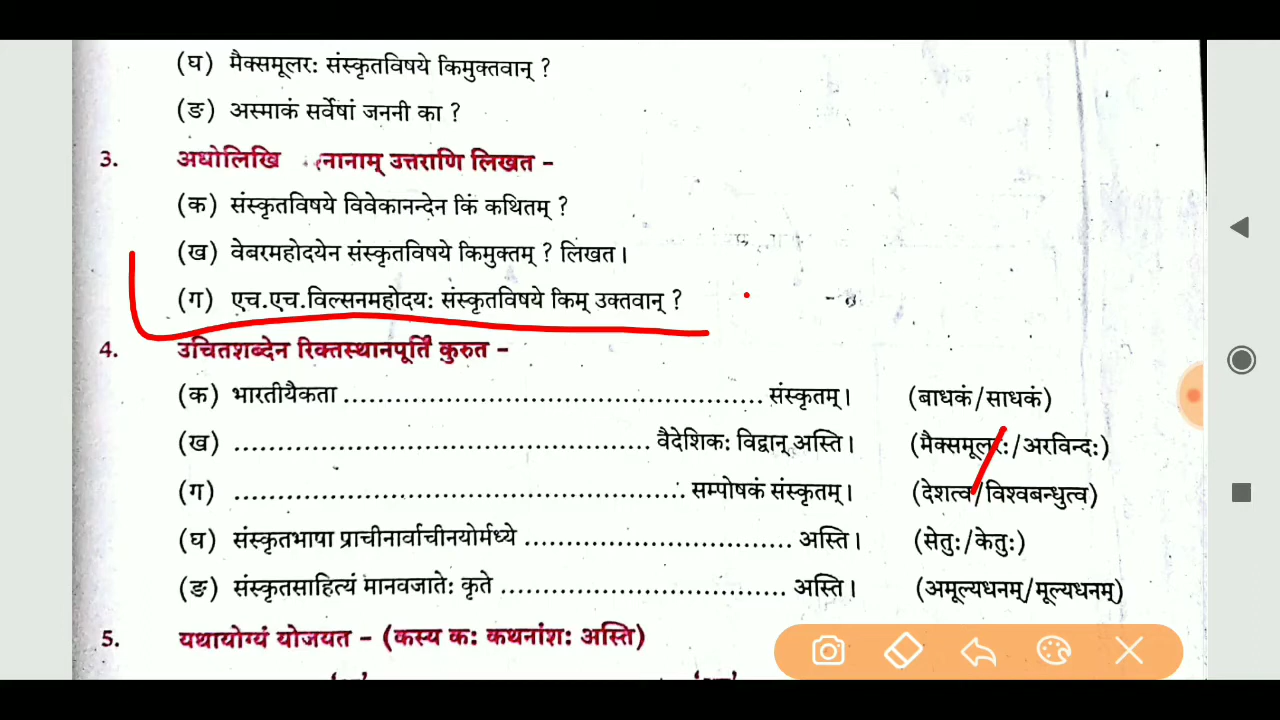 (घ) मैक्समूलरः संस्कृतविषये किमुक्तवान् ?
(ङ) अस्माकं सर्वेषां जननी का ?
3. अधोलिखि नानाम् उत्तराणि लिखत -
(क) संस्कृतविषये विवेकानन्देन किं कथितम् ?
(ख) वेबरमहोदयेन संस्कृतविषये किमुक्तम् ? लिखत।
(ग) एच.एच.विल्सनमहोदयः संस्कृतविषये किम् उक्तवान् ?
4. उचितशब्देन रिक्तस्थानपूर्तिं कुरुत -
(क) भारतीयैकता ................................................ संस्कृतम्। (बाधकं/साधकं)
(ख) ................................................ वैदेशिकः विद्वान् अस्ति। (मैक्समूलरः/अरविन्दः)
(ग) .................................................... सम्पोषकं संस्कृतम्। (देशत्व/विश्वबन्धुत्व)
(घ) संस्कृतभाषा प्राचीनार्वाचीनयोर्मध्ये ............................... अस्ति। (सेतुः/केतुः)
(ङ) संस्कृतसाहित्यं मानवजातेः कृते ................................. अस्ति। (अमूल्यधनम्/मूल्यधनम्)
5. यथायोग्यं योजयत - (कस्य कः कथनांशः अस्ति)